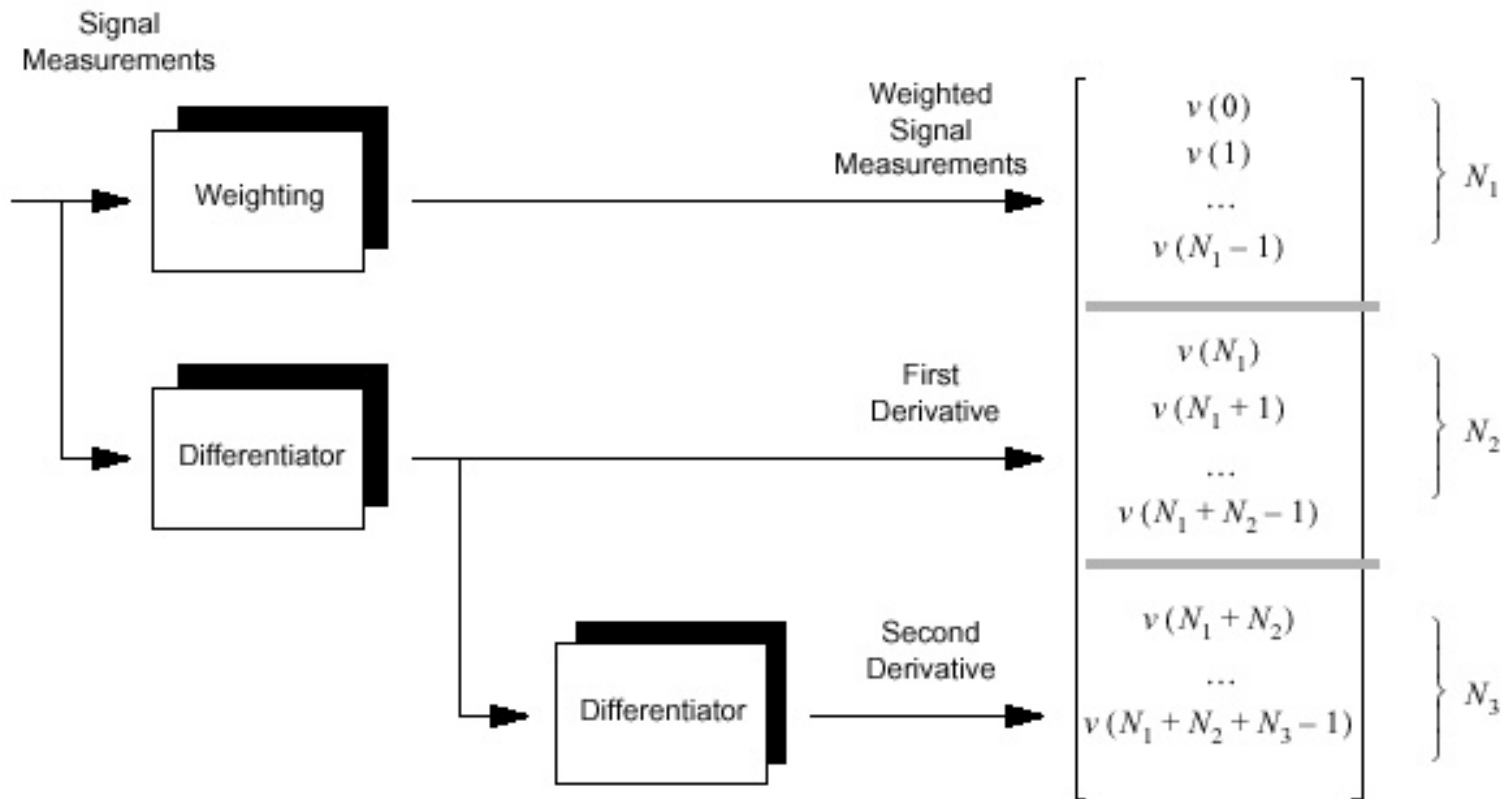 Signal
Measurements
Weighting
Weighted
Signal
Measurements
v (0)
v (1)
...
v (N₁ – 1)
N₁
Differentiator
First
Derivative
v (N₁)
v (N₁ + 1)
...
v (N₁ + N₂ – 1)
N₂
Differentiator
Second
Derivative
v (N₁ + N₂)
...
v (N₁ + N₂ + N₃ – 1)
N₃